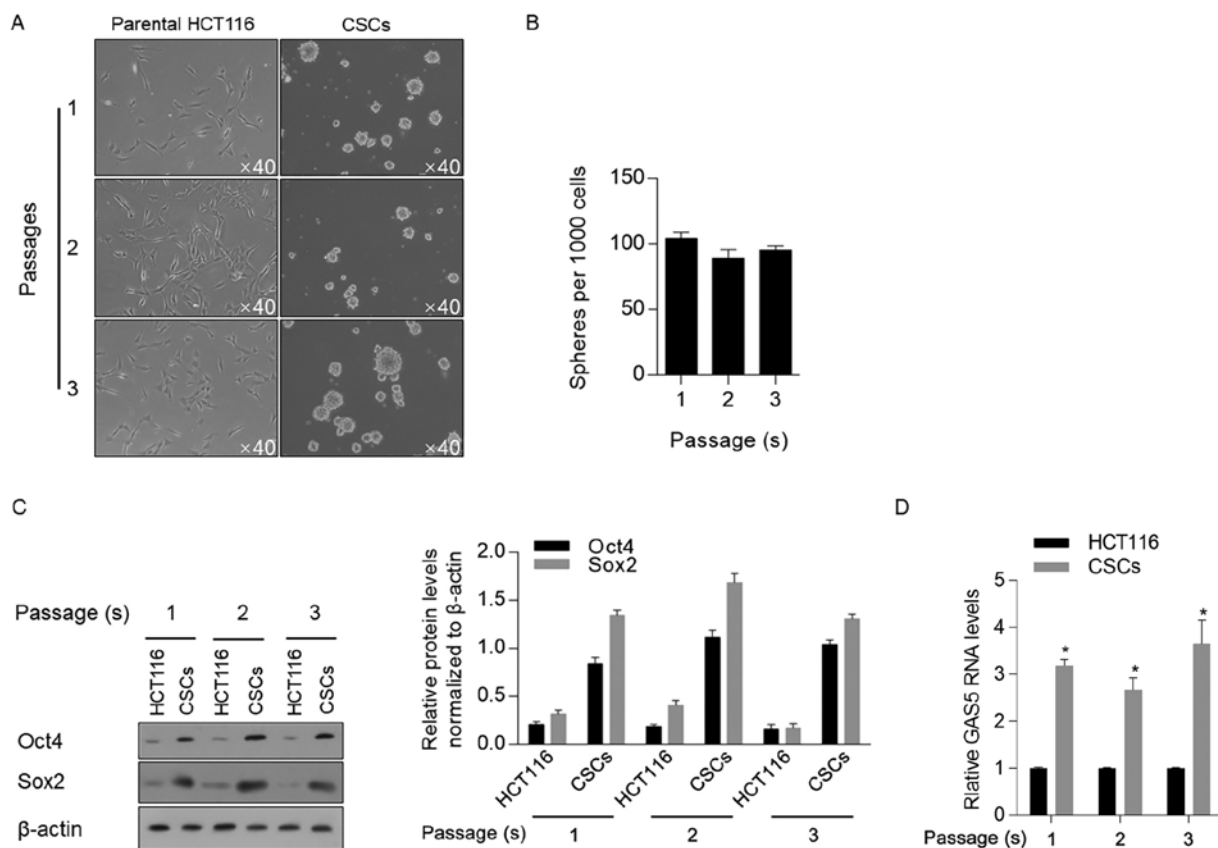 A
Parental HCT116
CSCs
Passages
1
×40
×40
2
×40
×40
3
×40
×40
B
Spheres per 1000 cells
150
100
50
0
1 2 3
Passage (s)
C
Passage (s) 1 2 3
HCT116 CSCs HCT116 CSCs HCT116 CSCs
Oct4
Sox2
β-actin
Oct4
Sox2
Relative protein levels
normalized to β-actin
2.0
1.5
1.0
0.5
0.0
HCT116 CSCs HCT116 CSCs HCT116 CSCs
Passage (s) 1 2 3
D
HCT116
CSCs
Rlative GAS5 RNA levels
5
4
3
2
1
0
* * *
Passage (s) 1 2 3